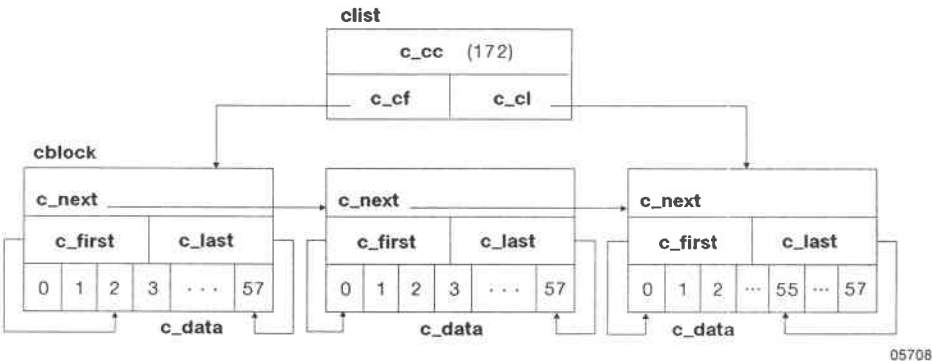 clist
c_cc (172)
c_cf c_cl
cblock
c_next c_next c_next
c_first c_last c_first c_last c_first c_last
0 1 2 3 . . . 57 0 1 2 3 . . . 57 0 1 2 ... 55 ... 57
c_data c_data c_data
05708